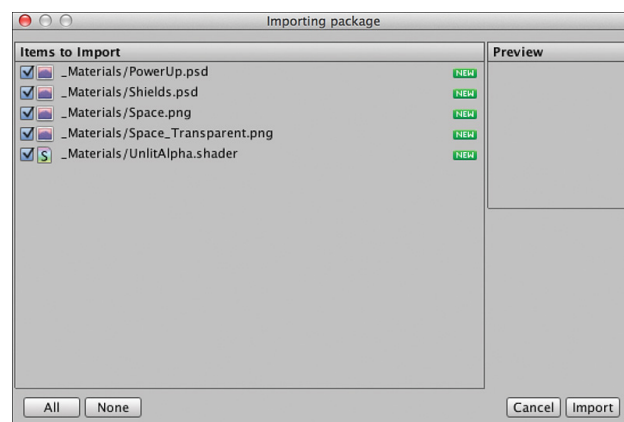 Importing package
Items to Import
Preview
_Materials/PowerUp.psd NEW
_Materials/Shields.psd NEW
_Materials/Space.png NEW
_Materials/Space_Transparent.png NEW
S _Materials/UnlitAlpha.shader NEW
All None Cancel Import